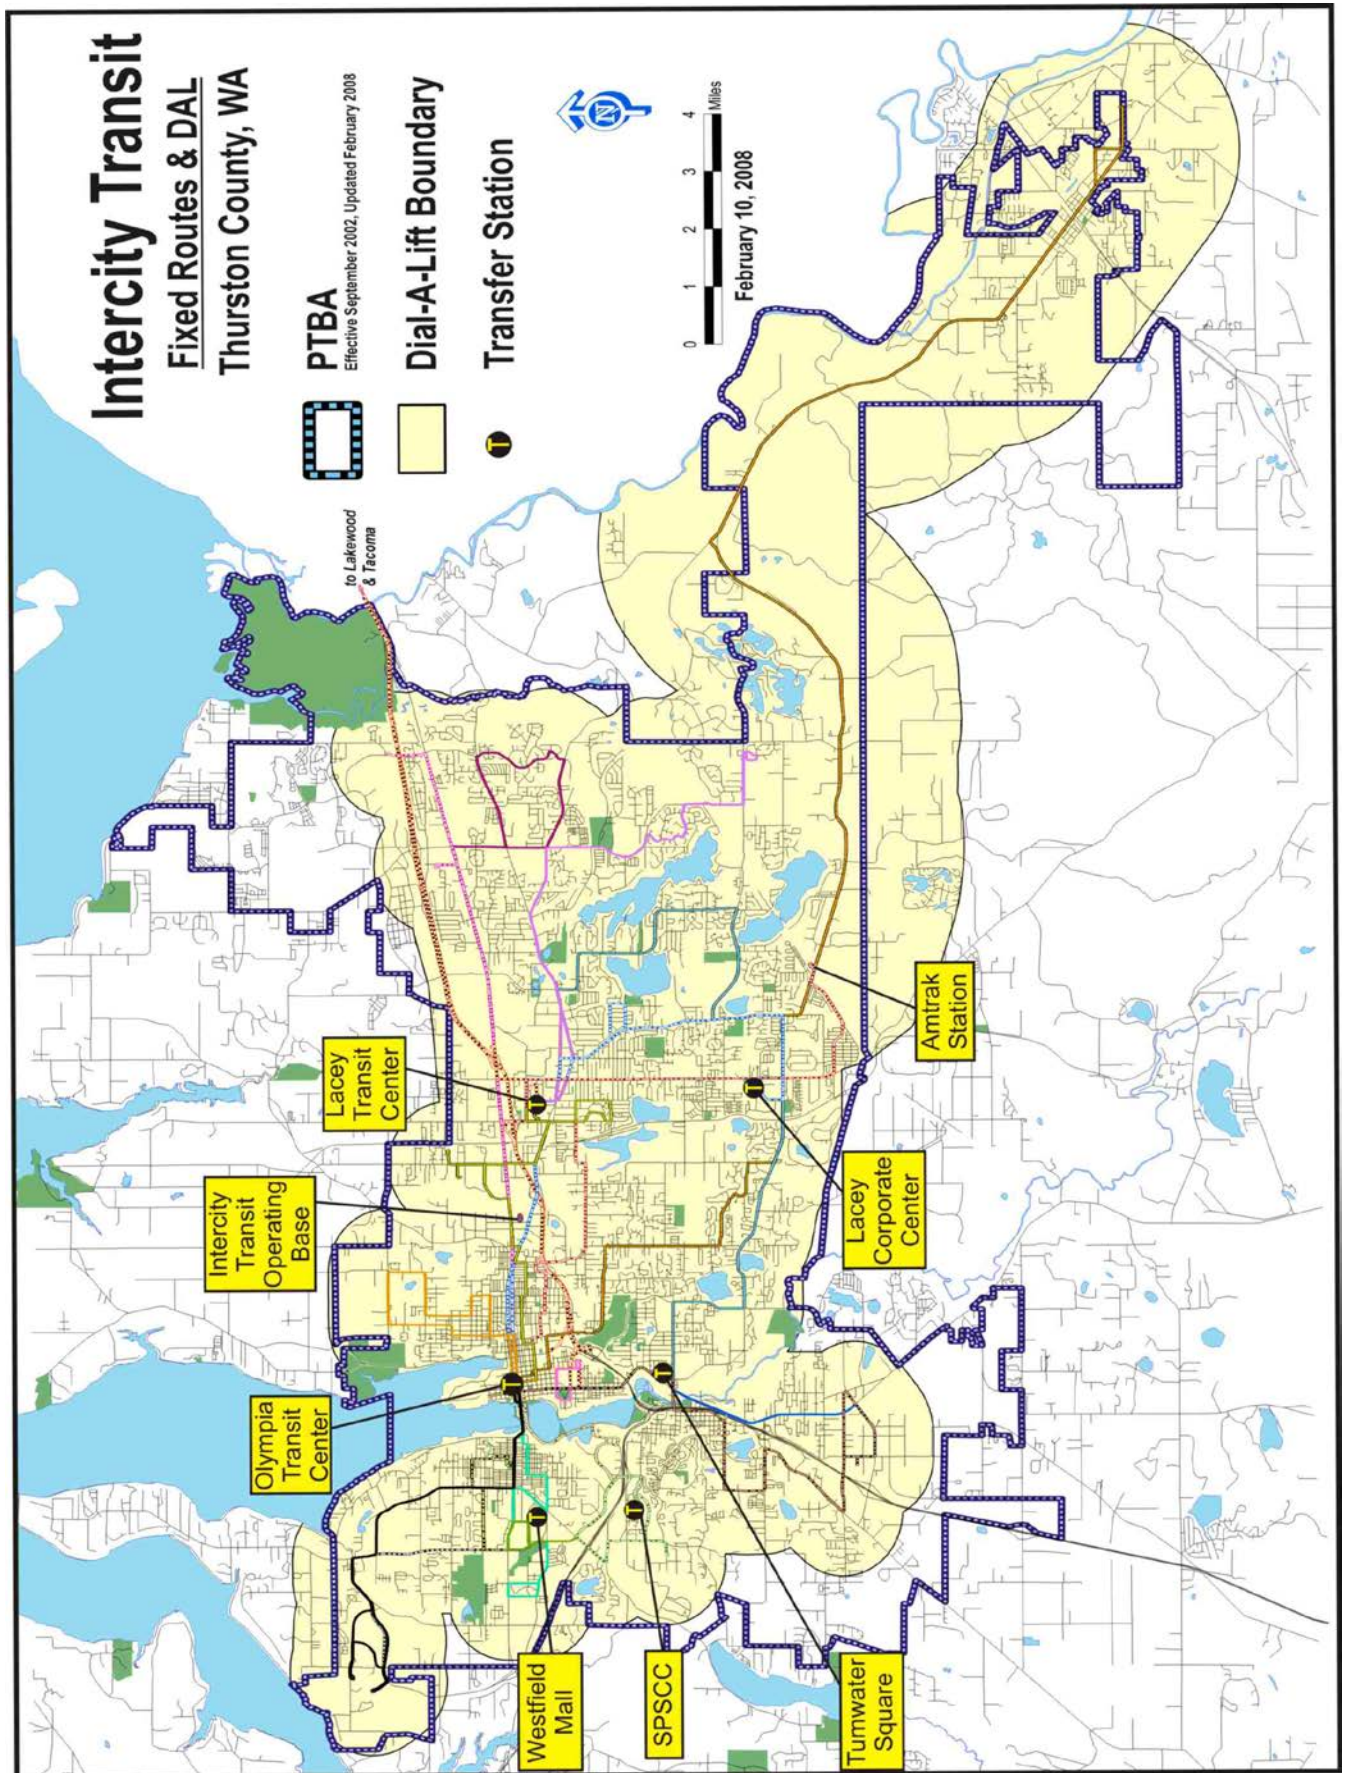 Intercity Transit
Fixed Routes & DAL
Thurston County, WA
PTBA
Effective September 2002, Updated February 2008
Dial-A-Lift Boundary
T
Transfer Station
N
0 1 2 3 4
Miles
February 10, 2008
to Lakewood
& Tacoma
Lacey
Transit
Center
Intercity
Transit
Operating
Base
Olympia
Transit
Center
Westfield
Mall
SPSCC
Tumwater
Square
Lacey
Corporate
Center
Amtrak
Station
T
T
T
T
T
T